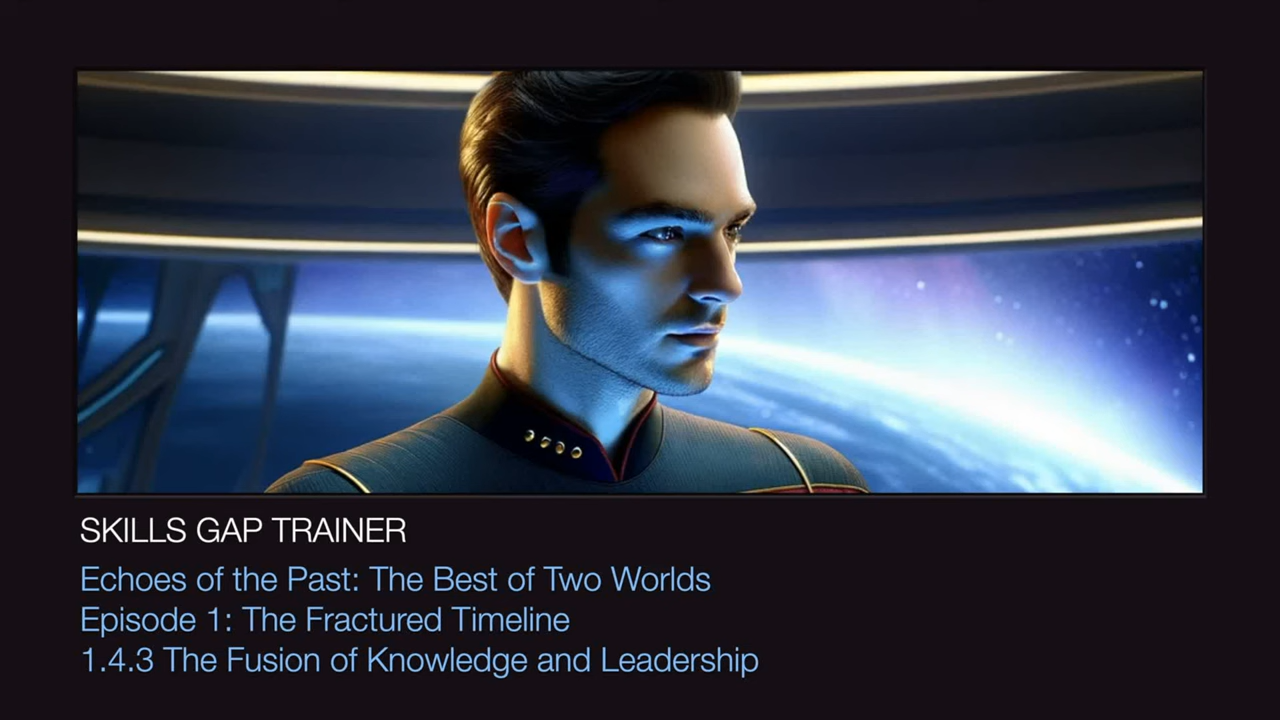 SKILLS GAP TRAINER
Echoes of the Past: The Best of Two Worlds
Episode 1: The Fractured Timeline
1.4.3 The Fusion of Knowledge and Leadership